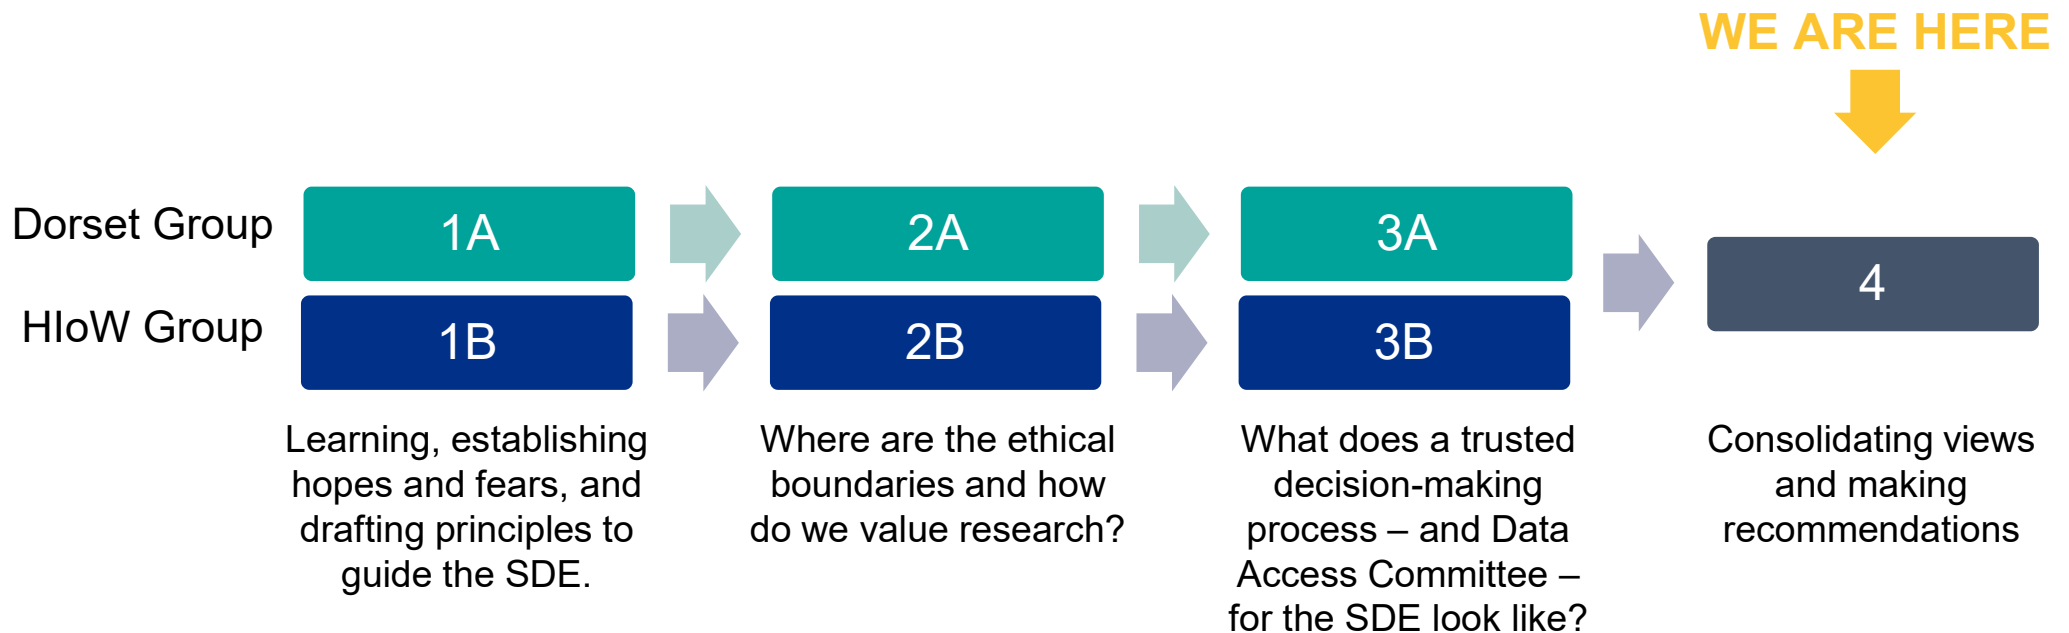 WE ARE HERE
Dorset Group
1A
2A
3A
4
HIoW Group
1B
2B
3B
Learning, establishing
hopes and fears, and
drafting principles to
guide the SDE.
Where are the ethical
boundaries and how
do we value research?
What does a trusted
decision-making
process – and Data
Access Committee –
for the SDE look like?
Consolidating views
and making
recommendations